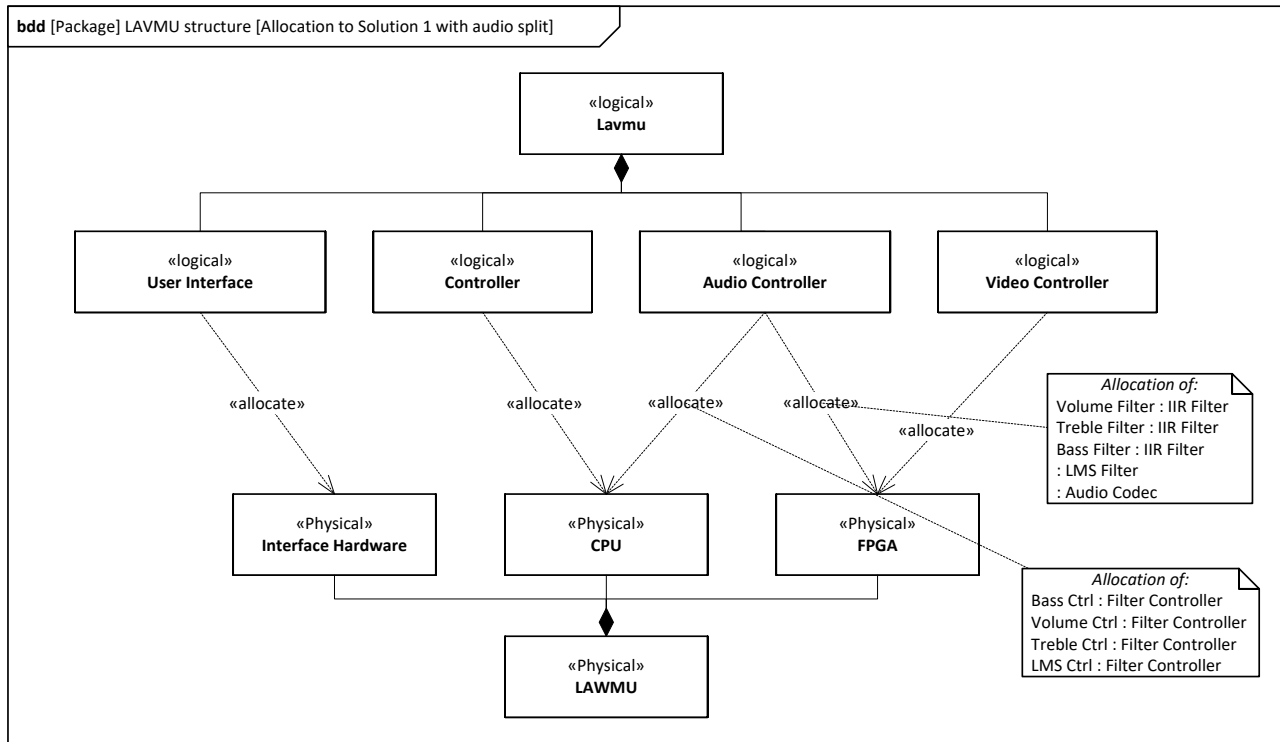 bdd [Package] LAVMU structure [Allocation to Solution 1 with audio split]
«logical»
Lavmu
«logical»
User Interface
«logical»
Controller
«logical»
Audio Controller
«logical»
Video Controller
«allocate»
«allocate»
«allocate»
«allocate»
«allocate»
Allocation of:
Volume Filter : IIR Filter
Treble Filter : IIR Filter
Bass Filter : IIR Filter
: LMS Filter
: Audio Codec
«Physical»
Interface Hardware
«Physical»
CPU
«Physical»
FPGA
Allocation of:
Bass Ctrl : Filter Controller
Volume Ctrl : Filter Controller
Treble Ctrl : Filter Controller
LMS Ctrl : Filter Controller
«Physical»
LAWMU